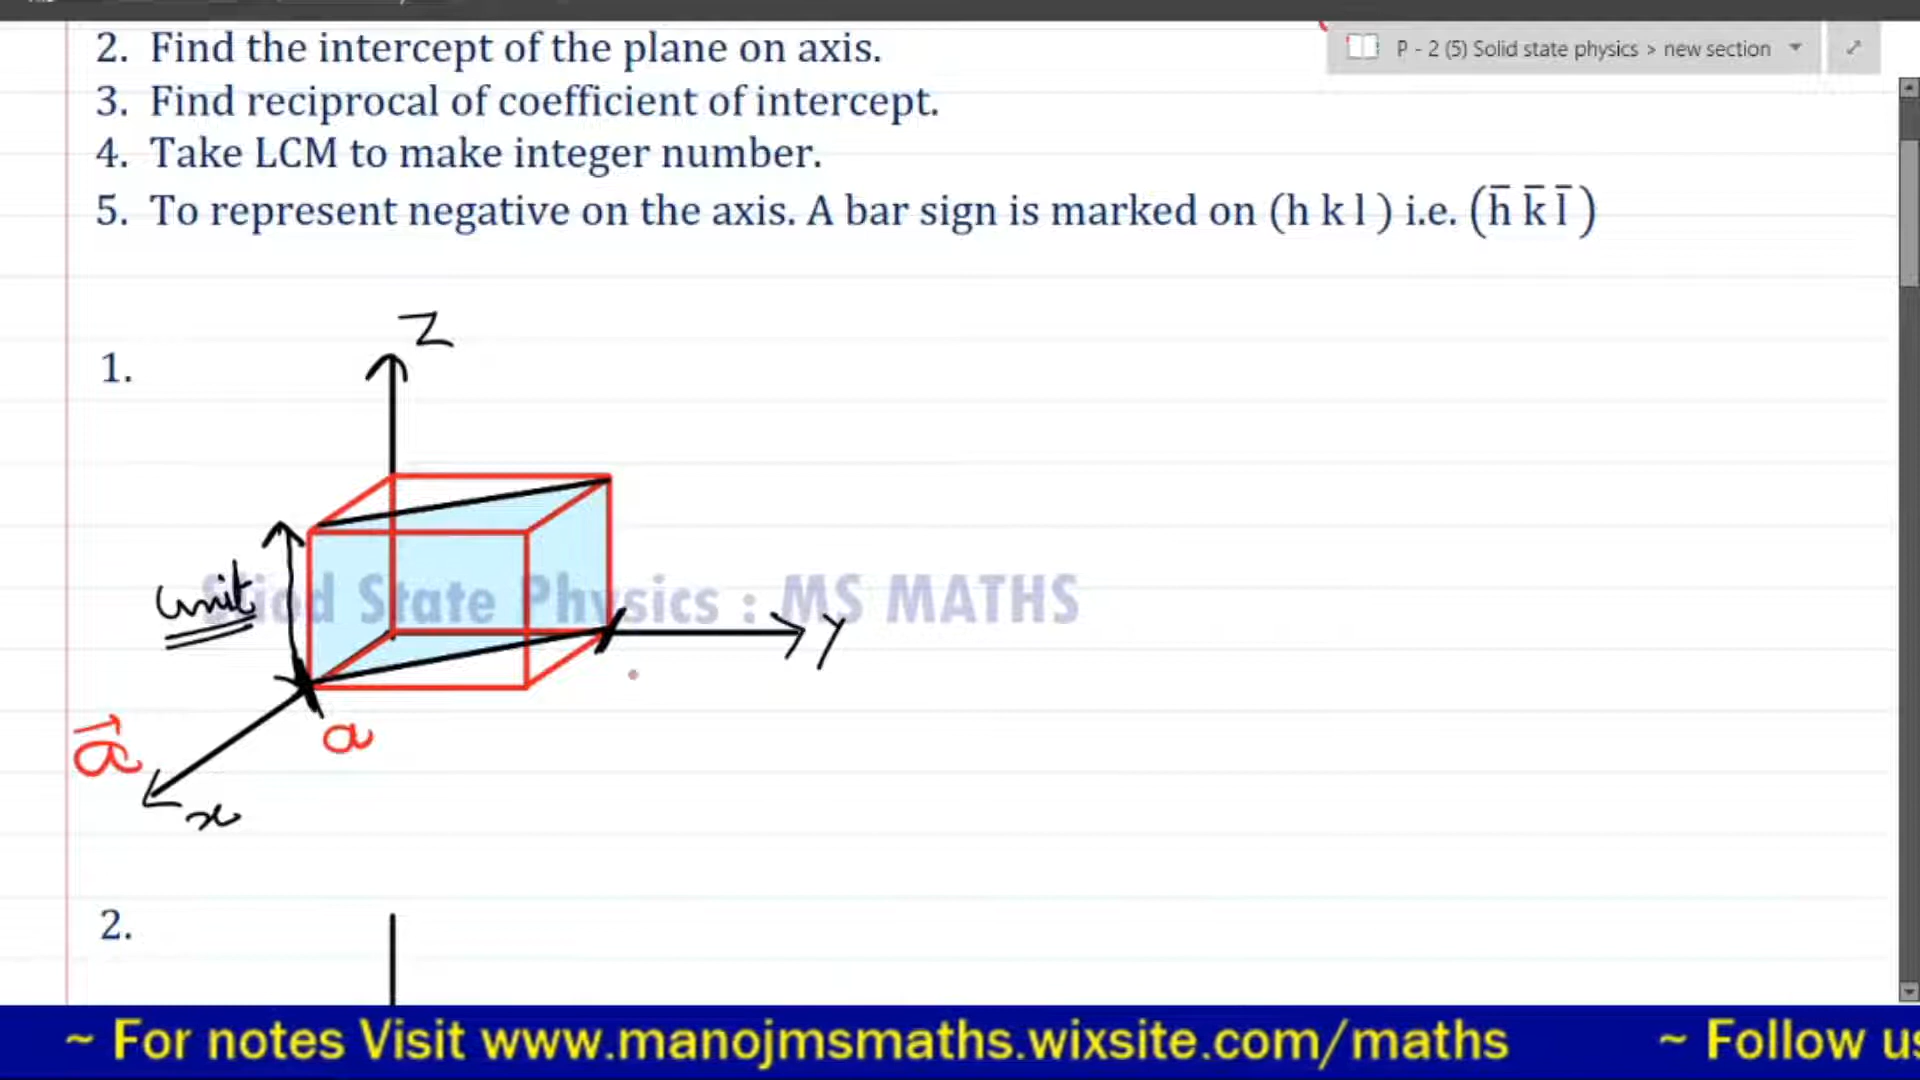 P - 2 (5) Solid state physics > new section
2. Find the intercept of the plane on axis.
3. Find reciprocal of coefficient of intercept.
4. Take LCM to make integer number.
5. To represent negative on the axis. A bar sign is marked on (h k l ) i.e. (h̄ k̄ l̄ )
Z
1.
unit
Sliod State Physics : MS MATHS
y
a
a⃗
x
2.
~ For notes Visit www.manojmsmaths.wixsite.com/maths ~ Follow us